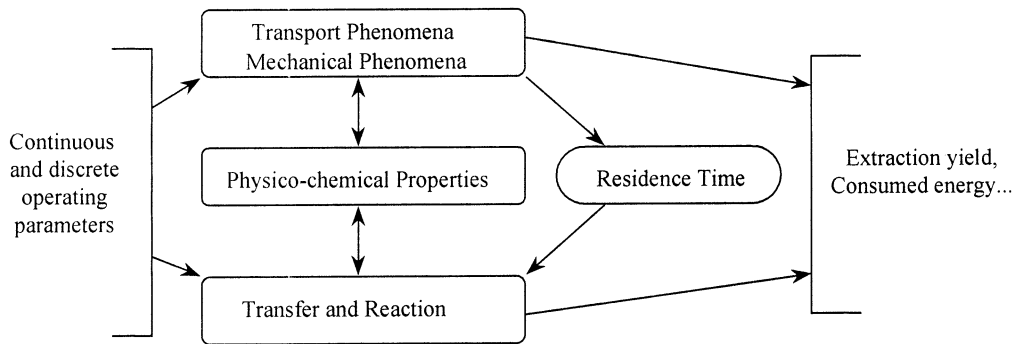 Transport Phenomena
Mechanical Phenomena
Continuous
and discrete
operating
parameters
Physico-chemical Properties
Residence Time
Extraction yield,
Consumed energy...
Transfer and Reaction